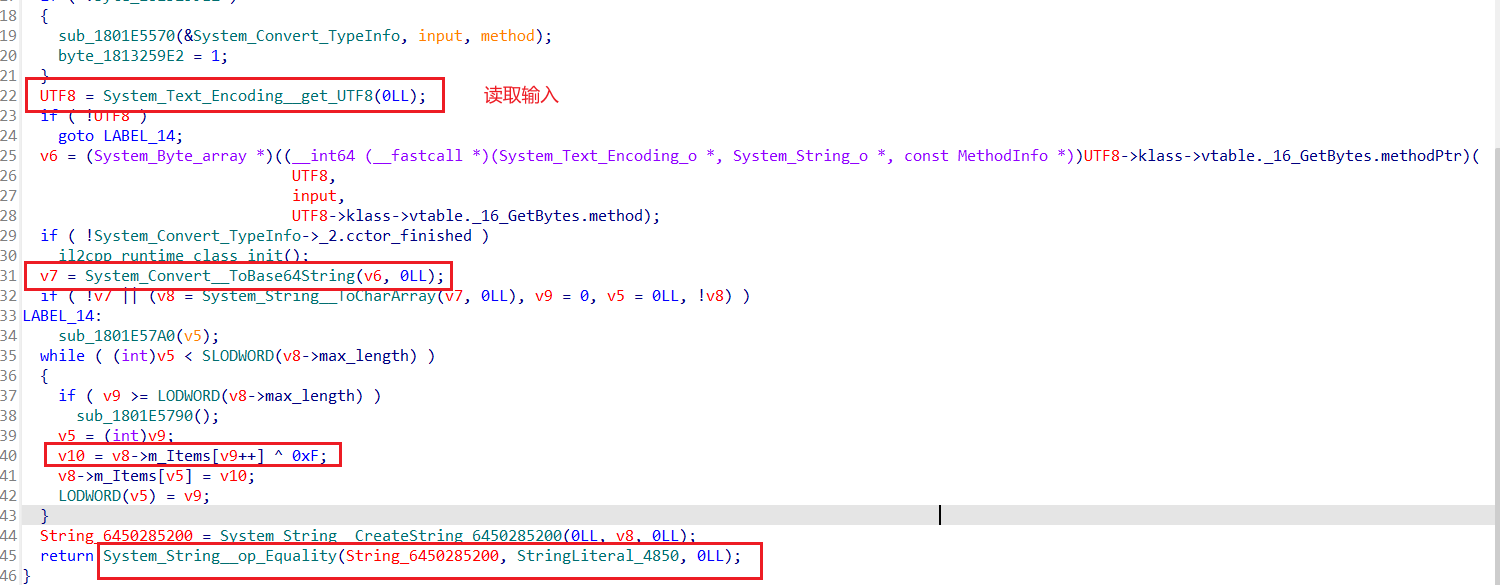 18 {
19 sub_1801E5570(&System_Convert_TypeInfo, input, method);
20 byte_1813259E2 = 1;
21 }
22 UTF8 = System_Text_Encoding__get_UTF8(0LL); 读取输入
23 if ( !UTF8 )
24 goto LABEL_14;
25 v6 = (System_Byte_array *)((__int64 (__fastcall *)(System_Text_Encoding_o *, System_String_o *, const MethodInfo *))UTF8->klass->vtable._16_GetBytes.methodPtr)(
26 UTF8,
27 input,
28 UTF8->klass->vtable._16_GetBytes.method);
29 if ( !System_Convert_TypeInfo->_2.cctor_finished )
30 il2cpp_runtime_class_init();
31 v7 = System_Convert__ToBase64String(v6, 0LL);
32 if ( !v7 || (v8 = System_String__ToCharArray(v7, 0LL), v9 = 0, v5 = 0LL, !v8) )
33 LABEL_14:
34 sub_1801E57A0(v5);
35 while ( (int)v5 < SLODWORD(v8->max_length) )
36 {
37 if ( v9 >= LODWORD(v8->max_length) )
38 sub_1801E5790();
39 v5 = (int)v9;
40 v10 = v8->m_Items[v9++] ^ 0xF;
41 v8->m_Items[v5] = v10;
42 LODWORD(v5) = v9;
43 }
44 String_6450285200 = System_String__CreateString_6450285200(0LL, v8, 0LL);
45 return System_String__op_Equality(String_6450285200, StringLiteral_4850, 0LL);
46 }